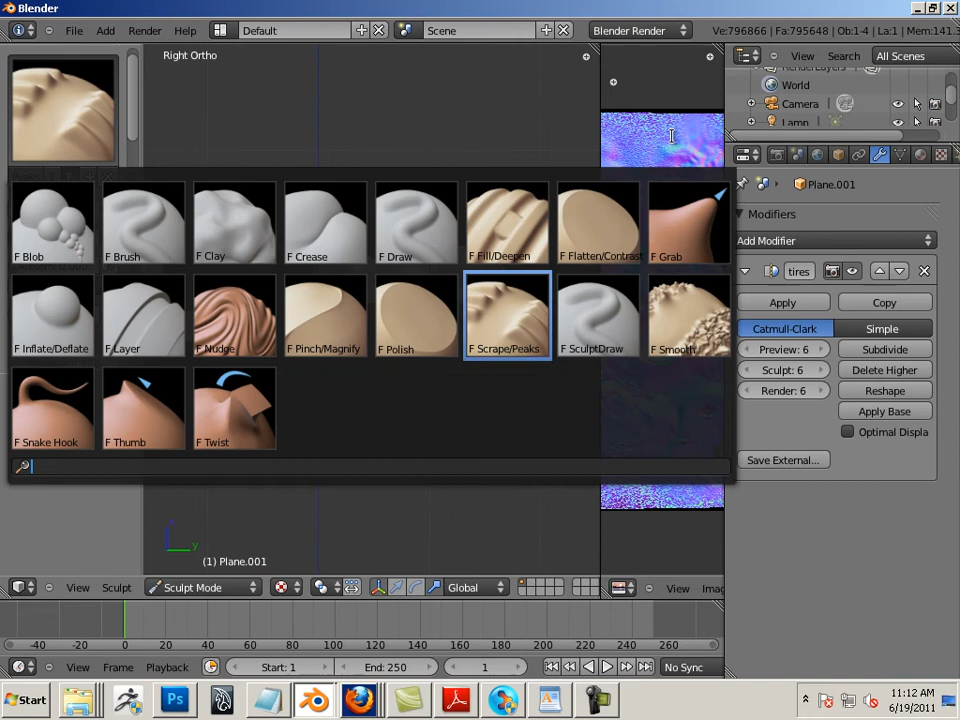 Blender
File Add Render Help Default Scene Blender Render Ve:796866 | Fa:795648 | Ob:1-4 | La:1 | Mem:141.3
Right Ortho
View Search All Scenes
World
Camera
Lamp
Plane.001
Modifiers
Add Modifier
tires
Apply Copy
Catmull-Clark Simple
Preview: 6 Subdivide
Sculpt: 6 Delete Higher
Render: 6 Reshape
Apply Base
Optimal Displa
Save External...
F Blob F Brush F Clay F Crease F Draw F Fill/Deepen F Flatten/Contrast F Grab
F Inflate/Deflate F Layer F Nudge F Pinch/Magnify F Polish F Scrape/Peaks F SculptDraw F Smooth
F Snake Hook F Thumb F Twist
y
(1) Plane.001
View Sculpt Sculpt Mode Global View Imag
-40 -20 0 20 40 60 80 100 120 140 160 180 200 220 240 260
View Frame Playback Start: 1 End: 250 1 No Sync
Start Ps 11:12 AM
6/19/2011